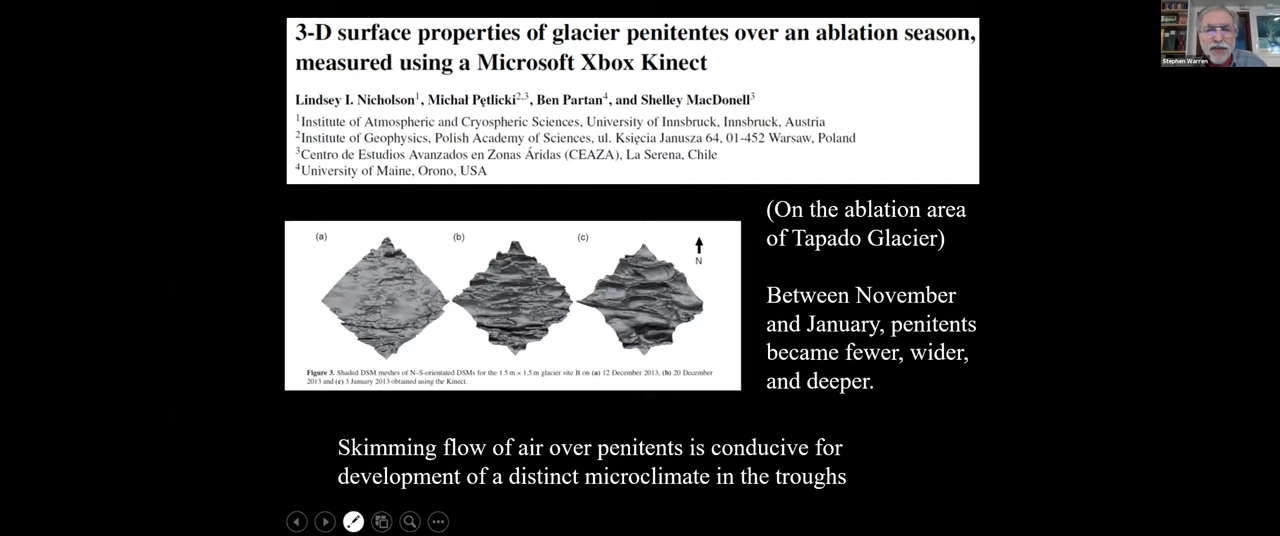 3-D surface properties of glacier penitentes over an ablation season,
measured using a Microsoft Xbox Kinect
Lindsey I. Nicholson1, Michał Pętlicki2,3, Ben Partan4, and Shelley MacDonell3
1Institute of Atmospheric and Cryospheric Sciences, University of Innsbruck, Innsbruck, Austria
2Institute of Geophysics, Polish Academy of Sciences, ul. Księcia Janusza 64, 01-452 Warsaw, Poland
3Centro de Estudios Avanzados en Zonas Áridas (CEAZA), La Serena, Chile
4University of Maine, Orono, USA
Stephen Warren
(On the ablation area
of Tapado Glacier)
Between November
and January, penitents
became fewer, wider,
and deeper.
(a)
(b)
(c)
N
Figure 3. Shaded DSM meshes of N–S-orientated DSMs for the 1.5 m × 1.5 m glacier site B on (a) 12 December 2013, (b) 20 December
2013 and (c) 3 January 2013 obtained using the Kinect.
Skimming flow of air over penitents is conducive for
development of a distinct microclimate in the troughs